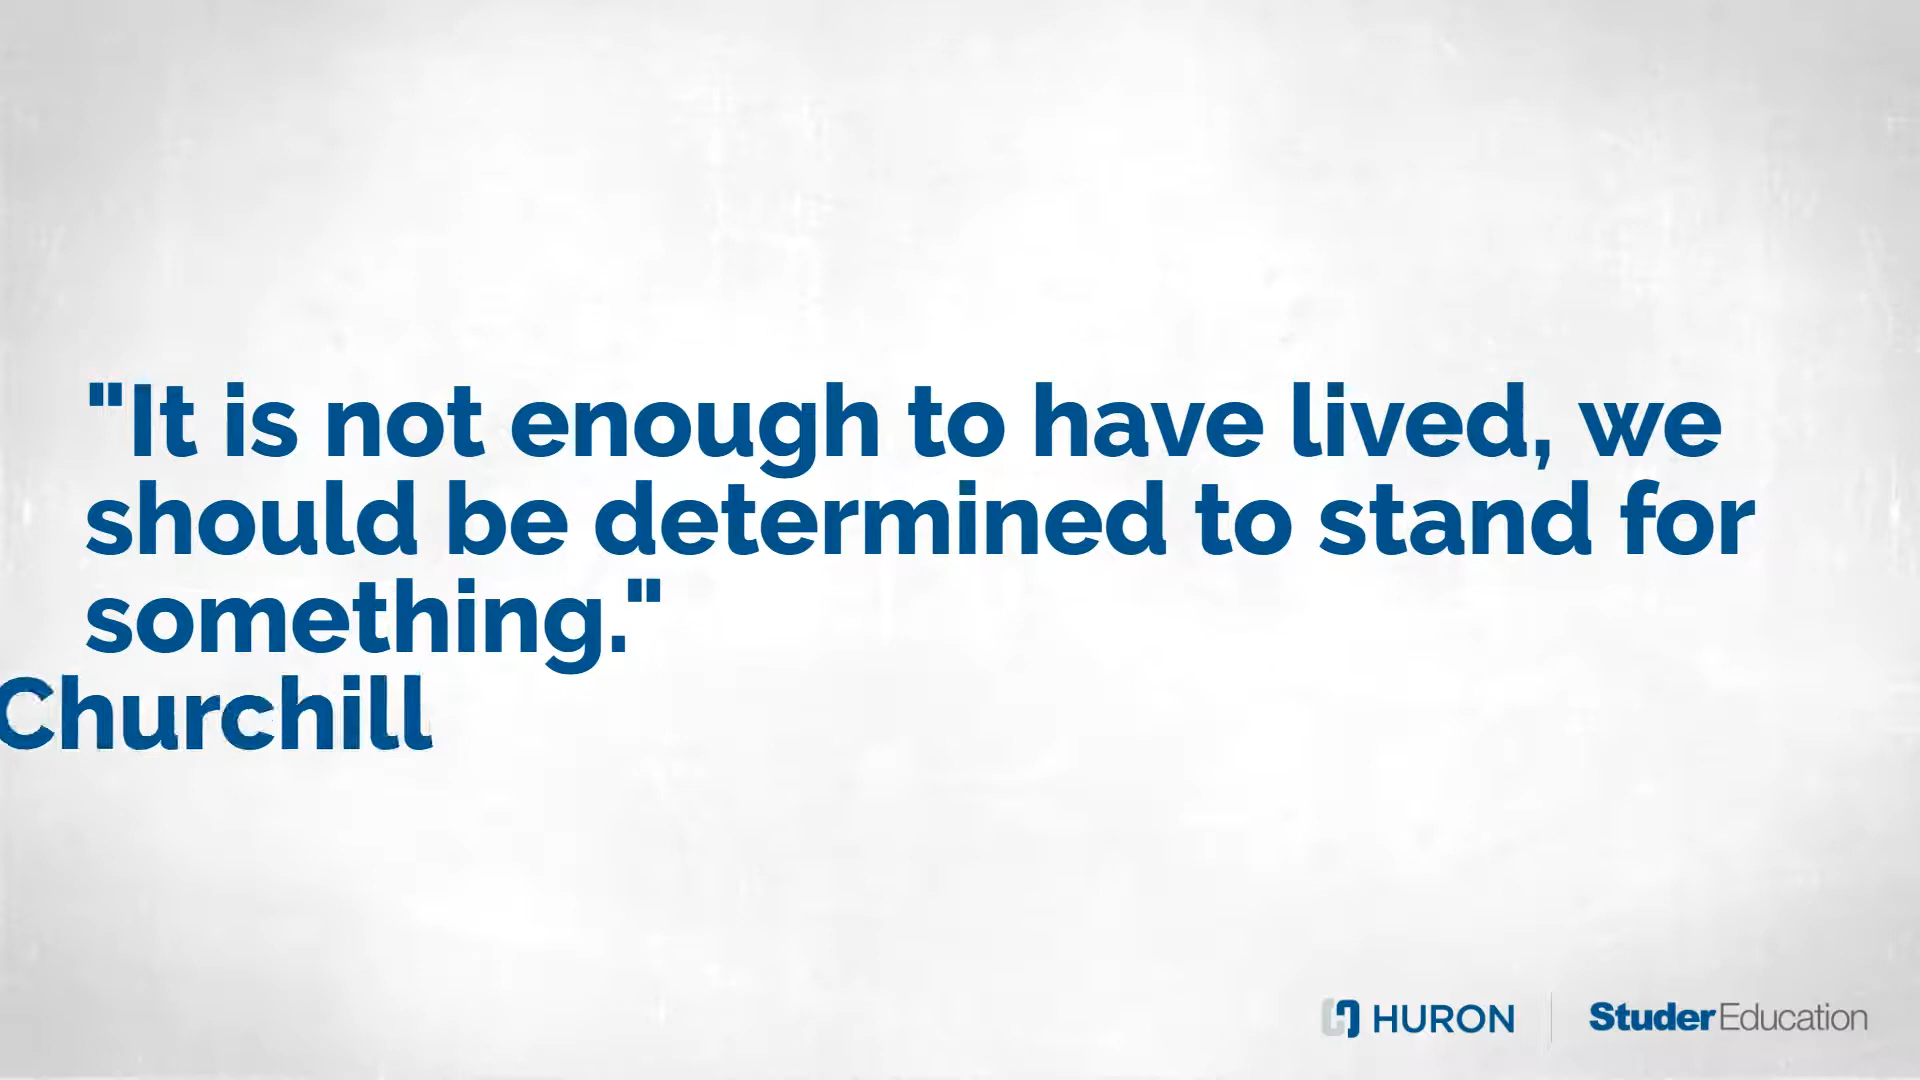 "It is not enough to have lived, we
should be determined to stand for
something."
Churchill
HURON
StuderEducation